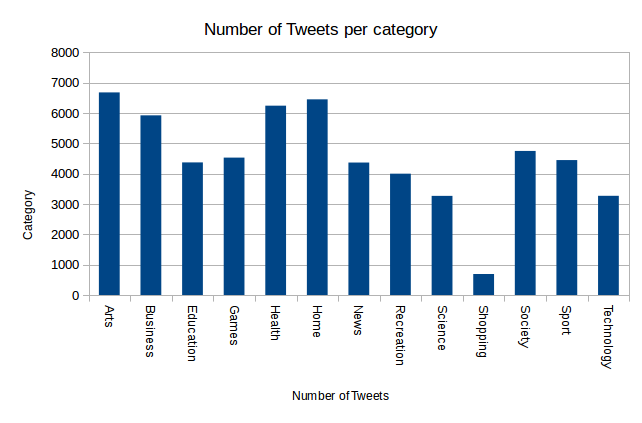 Number of Tweets per category
8000
7000
6000
5000
4000
3000
2000
1000
0
Category
Arts
Business
Education
Games
Health
Home
News
Recreation
Science
Shopping
Society
Sport
Technology
Number of Tweets